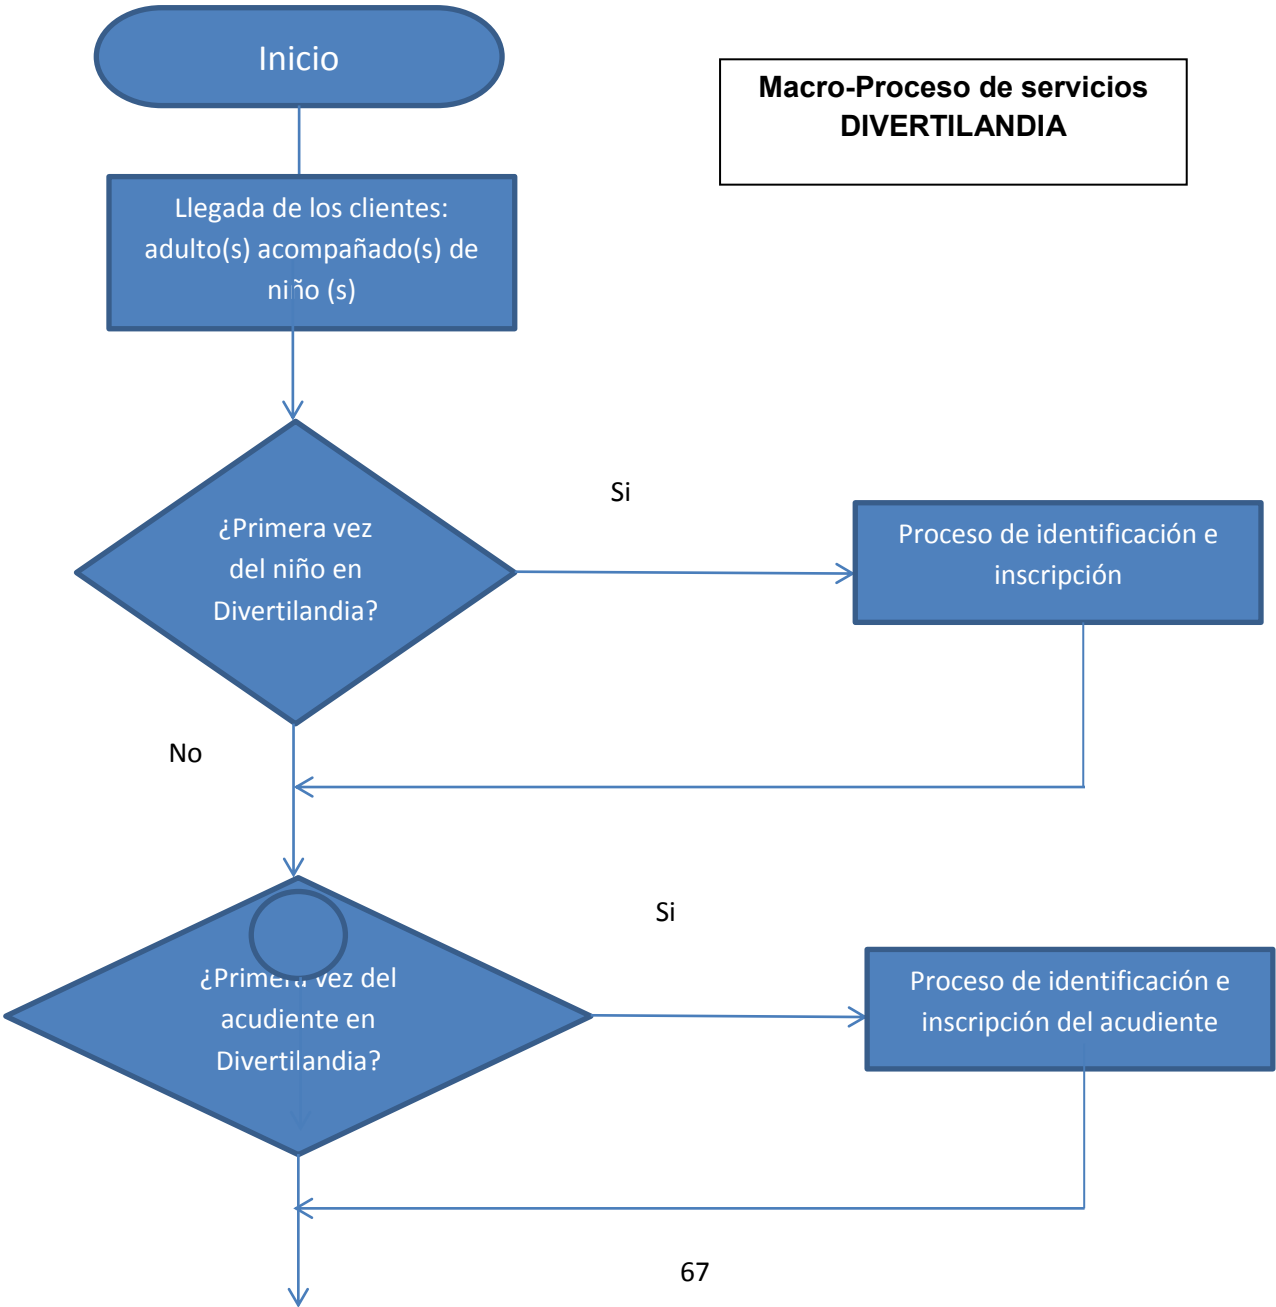 Inicio
Macro-Proceso de servicios
DIVERTILANDIA
Llegada de los clientes:
adulto(s) acompañado(s) de
niño (s)
Si
¿Primera vez
del niño en
Divertilandia?
Proceso de identificación e
inscripción
No
Si
¿Primera vez del
acudiente en
Divertilandia?
Proceso de identificación e
inscripción del acudiente
67